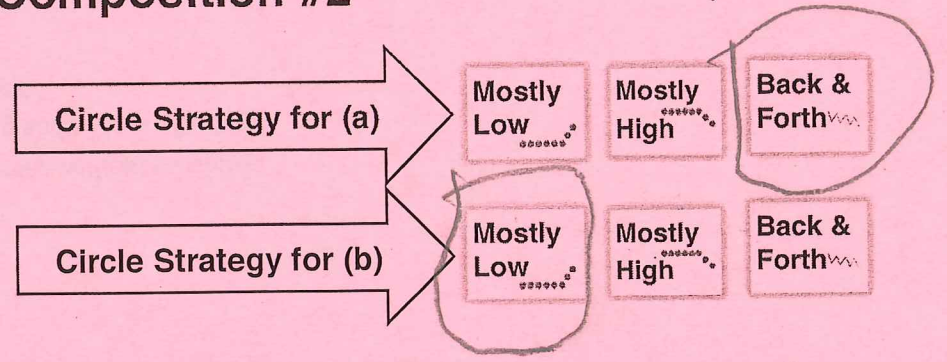 Composition #2
Circle Strategy for (a)
Mostly Low
Mostly High
Back & Forth
Circle Strategy for (b)
Mostly Low
Mostly High
Back & Forth